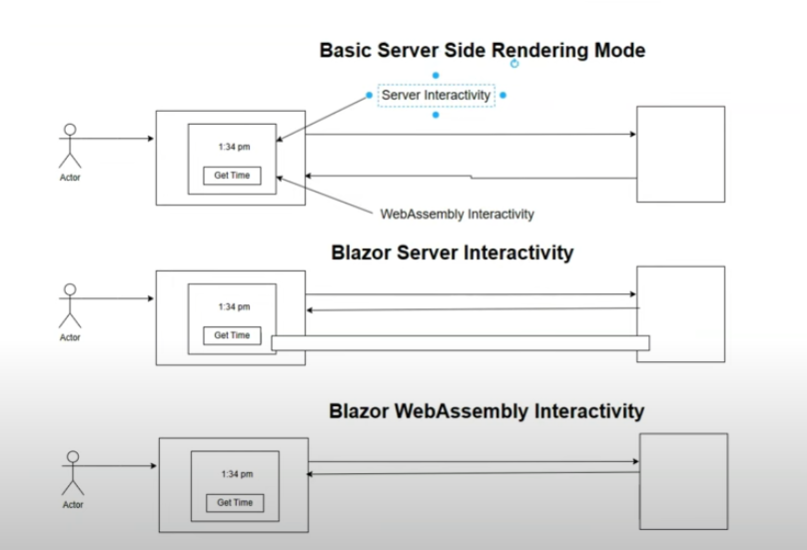 Basic Server Side Rendering Mode
Server Interactivity
1:34 pm
Get Time
Actor
WebAssembly Interactivity
Blazor Server Interactivity
1:34 pm
Get Time
Actor
Blazor WebAssembly Interactivity
1:34 pm
Get Time
Actor